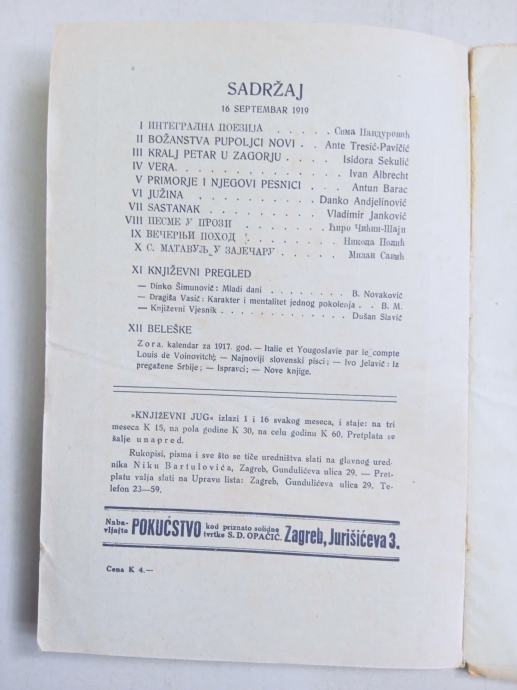 SADRŽAJ
16 SEPTEMBAR 1919
I ИНТЕГРАЛНА ПОЕЗИЈА . . . . . Сима Пандуровић
II BOŽANSTVA PUPOLJCI NOVI . . Ante Tresić-Pavičić
III KRALJ PETAR U ZAGORJU . . . . Isidora Sekulić
IV VERA. . . . . . . . . . Ivan Albrecht
V PRIMORJE I NJEGOVI PESNICI . . . Antun Barac
VI JUŽINA . . . . . . . . Danko Andjelinović
VII SASTANAK . . . . . . . Vladimir Janković
VIII ПЕСМЕ У ПРОЗИ . . . . Ћиро Чичин-Шајн
IX ВЕЧЕРЊИ ПОХОД . . . . . . Никола Полић
X С. МАТАВУЉ У ЗАЈЕЧАРУ . . . . Милан Савић
XI KNJIŽEVNI PREGLED
— Dinko Šimunović: Mladi dani . . . . . . . . B. Novaković
— Dragiša Vasić: Karakter i mentalitet jednog pokolenja . . B. M.
— Književni Vjesnik . . . . . . . . . . . Dušan Slavić
XII BELEŠKE
Zora, kalendar za 1917. god. — Italie et Yougoslavie par le compte
Louis de Voinovitch; — Najnoviji slovenski pisci; — Ivo Jelavić: Iz
pregažene Srbije; — Ispravci; — Nove knjige.
»KNJIŽEVNI JUG« izlazi 1 i 16 svakog meseca, i staje: na tri
meseca K 15, na pola godine K 30, na celu godinu K 60. Pretplata se
šalje unapred.
Rukopisi, pisma i sve što se tiče uredništva slati na glavnog ured-
nika Niku Bartulovića, Zagreb, Gundulićeva ulica 29. — Pret-
platu valja slati na Upravu lista: Zagreb, Gundulićeva ulica 29. Te-
lefon 23—59.
Naba-
vljajte POKUĆSTVO kod priznato solidne
tvrtke S. D. OPAČIĆ. Zagreb, Jurišićeva 3.
Cena K 4.—